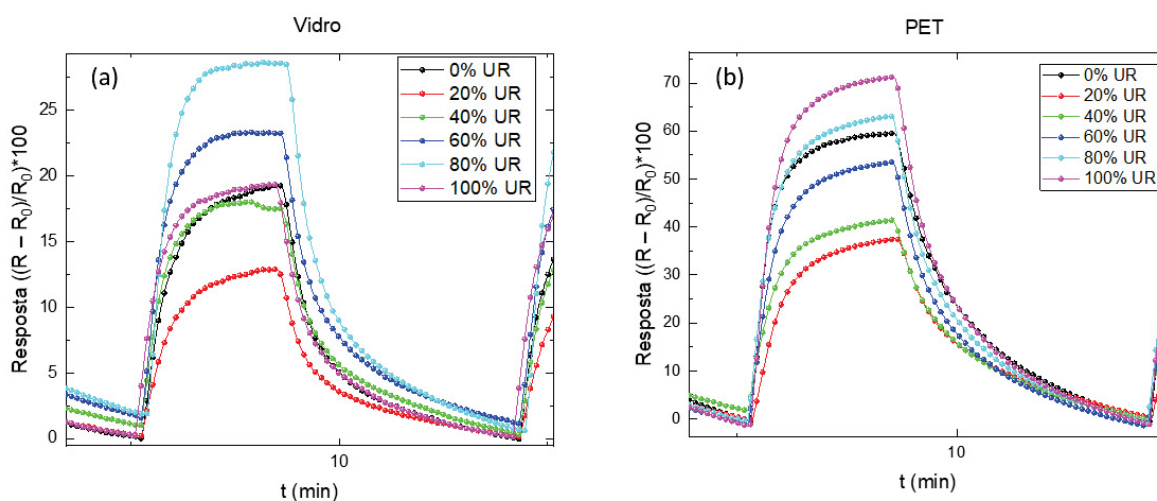 Vidro
(a)
0% UR
20% UR
40% UR
60% UR
80% UR
100% UR
25
20
15
10
5
0
Resposta ((R – R₀)/R₀)*100
10
t (min)
PET
(b)
0% UR
20% UR
40% UR
60% UR
80% UR
100% UR
70
60
50
40
30
20
10
0
Resposta ((R – R₀)/R₀)*100
10
t (min)